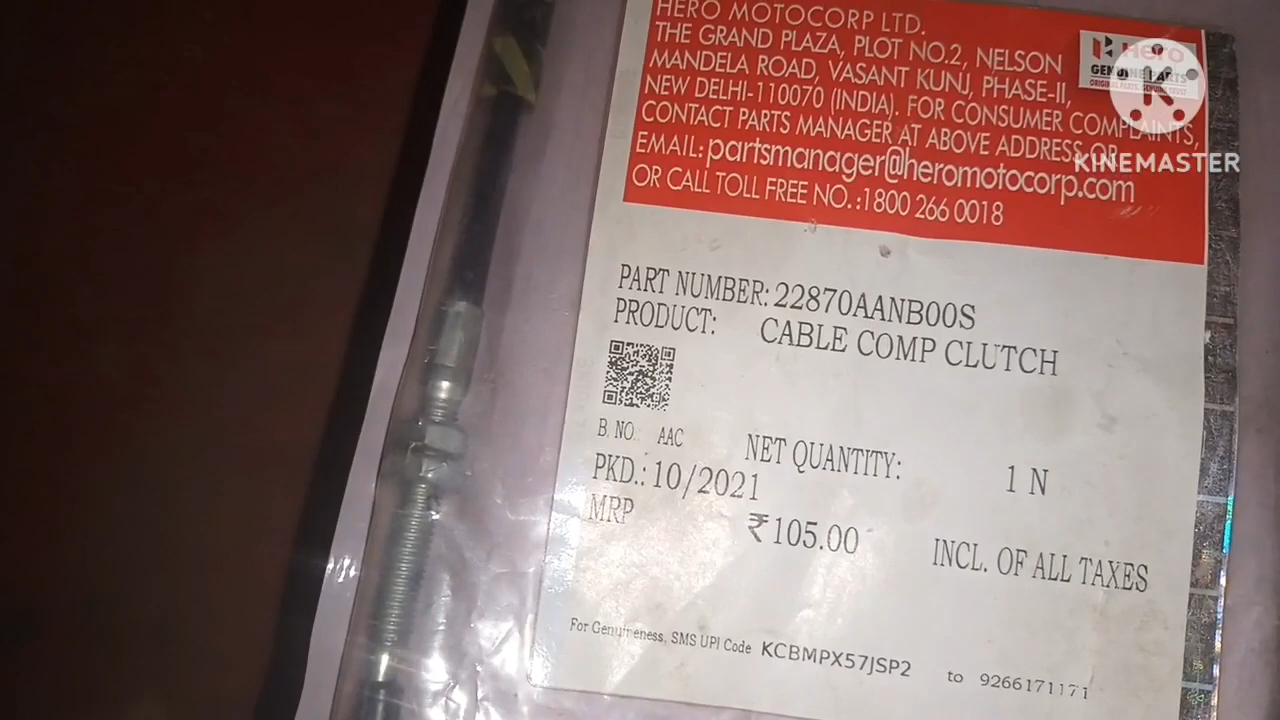 HERO MOTOCORP LTD.
THE GRAND PLAZA, PLOT NO.2, NELSON
MANDELA ROAD, VASANT KUNJ, PHASE-II,
NEW DELHI-110070 (INDIA). FOR CONSUMER COMPLAINTS,
CONTACT PARTS MANAGER AT ABOVE ADDRESS OR
EMAIL: partsmanager@heromotocorp.com
OR CALL TOLL FREE NO.:1800 266 0018
Hero
GENUINE PARTS
KINEMASTER
PART NUMBER: 22870AANB00S
PRODUCT: CABLE COMP CLUTCH
B. NO. AAC
NET QUANTITY: 1 N
PKD.: 10/2021
MRP ₹105.00 INCL. OF ALL TAXES
For Genuineness, SMS UPI Code KCBMPX57JSP2 to 9266171171